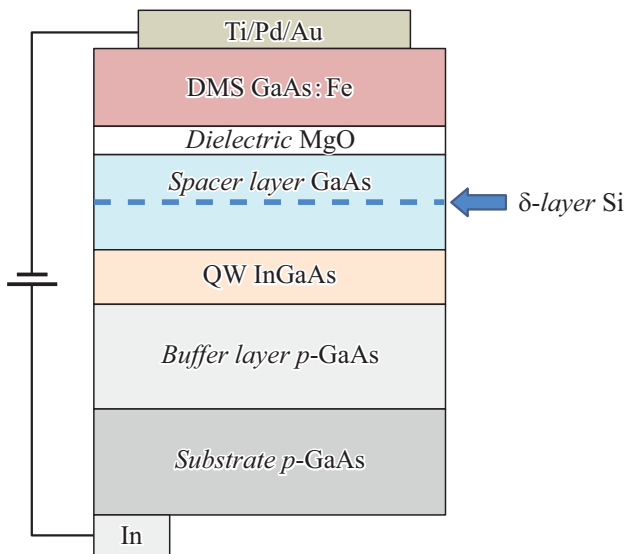 Ti/Pd/Au
DMS GaAs:Fe
Dielectric MgO
Spacer layer GaAs
δ-layer Si
QW InGaAs
Buffer layer p-GaAs
Substrate p-GaAs
In